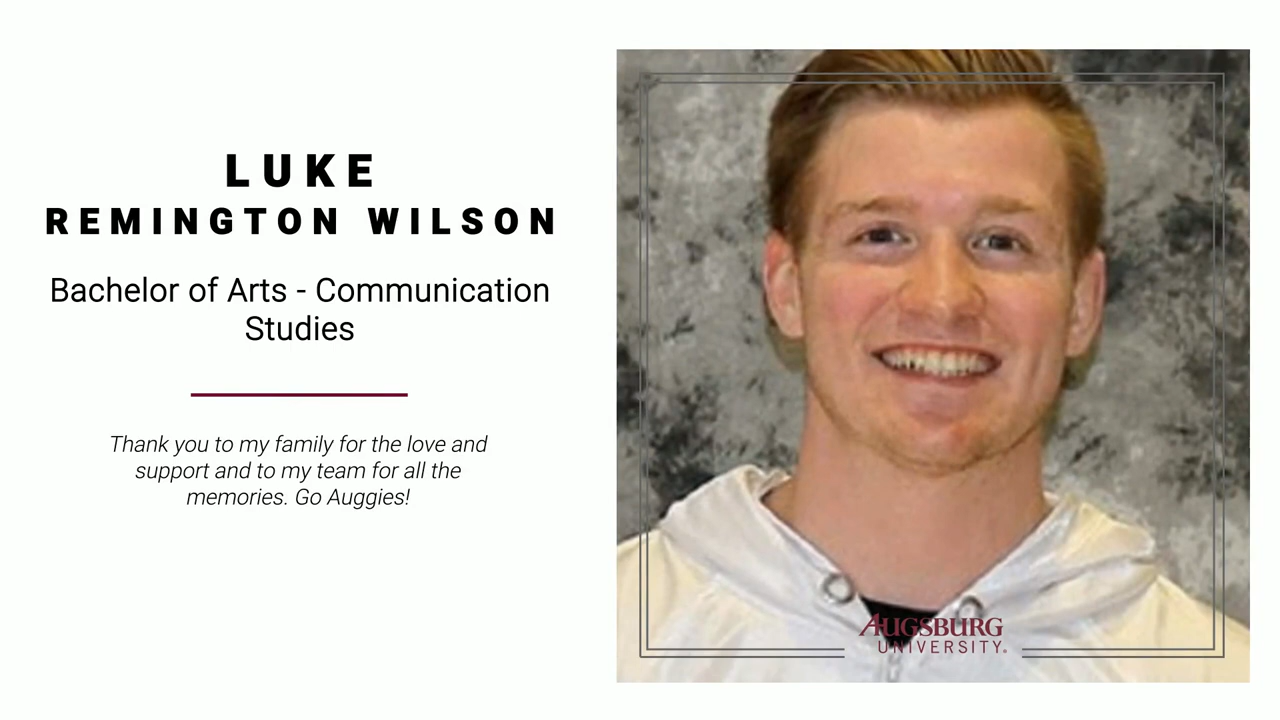 LUKE
REMINGTON WILSON
Bachelor of Arts - Communication
Studies
Thank you to my family for the love and
support and to my team for all the
memories. Go Auggies!
AUGSBURG
UNIVERSITY®